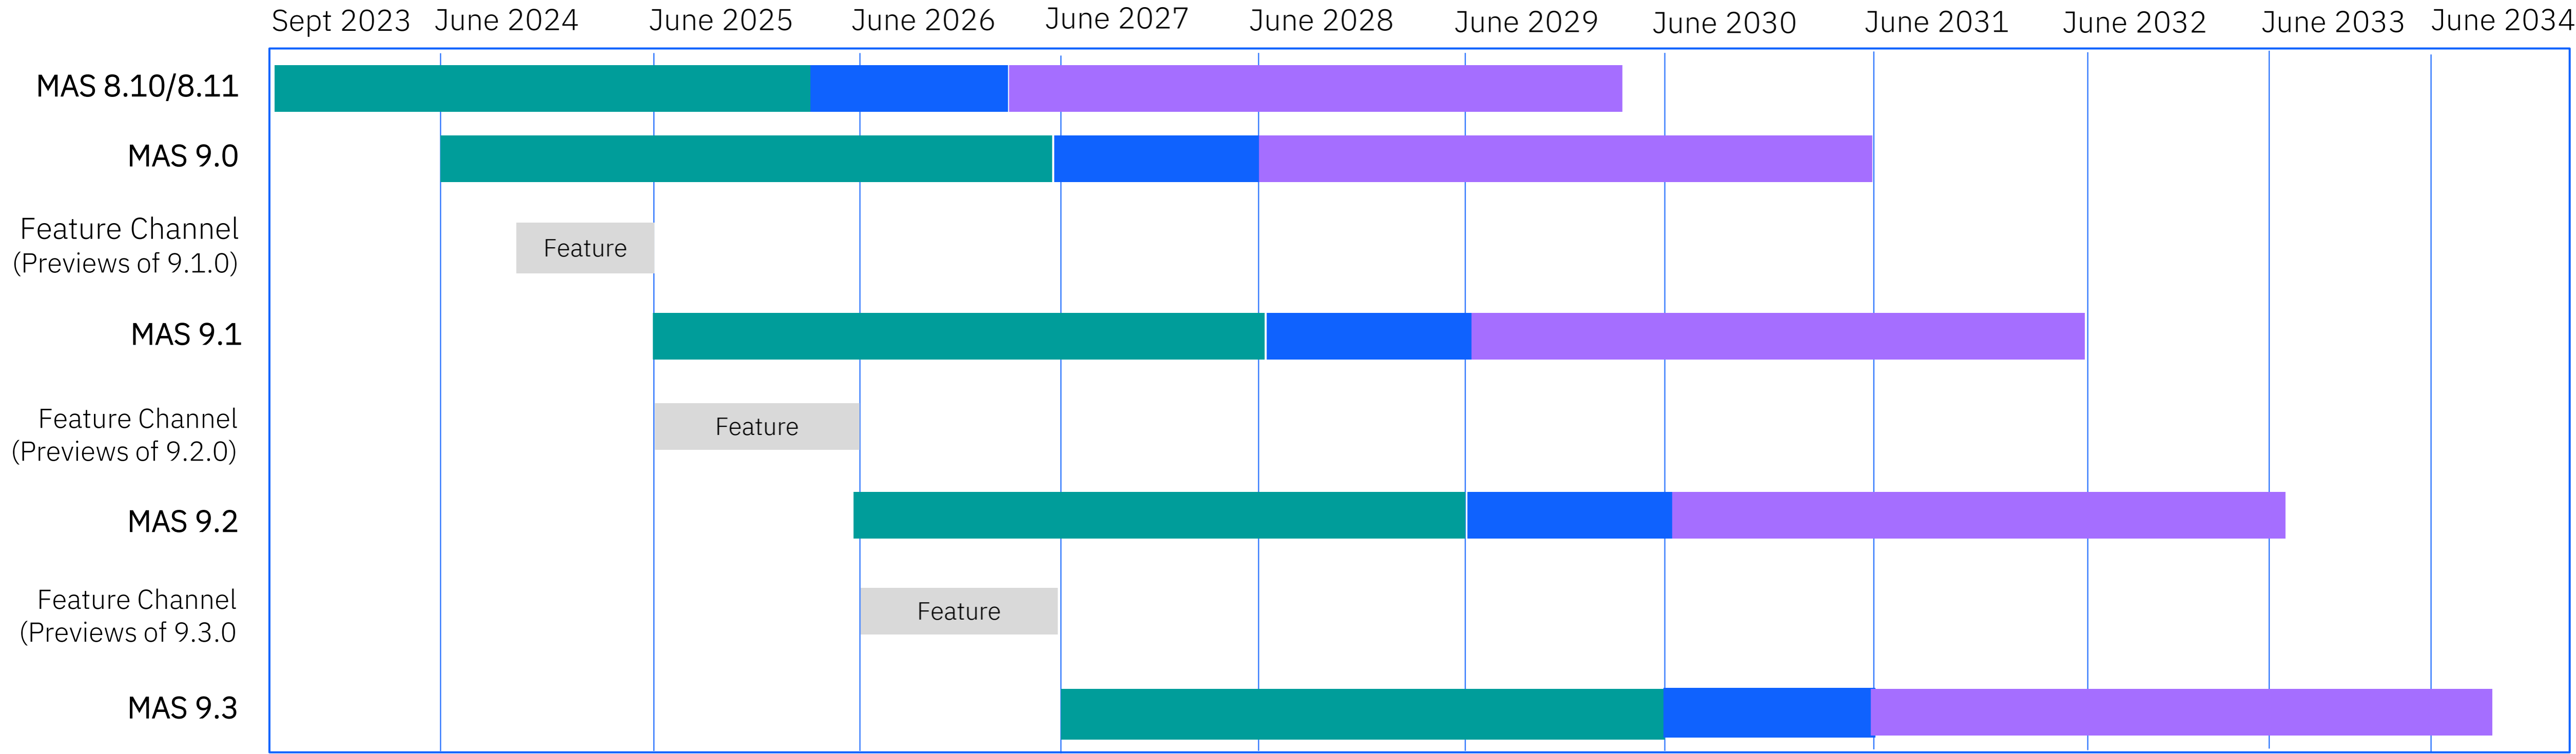 Sept 2023 June 2024 June 2025 June 2026 June 2027 June 2028 June 2029 June 2030 June 2031 June 2032 June 2033 June 2034
MAS 8.10/8.11
MAS 9.0
Feature Channel
(Previews of 9.1.0)
Feature
MAS 9.1
Feature Channel
(Previews of 9.2.0)
Feature
MAS 9.2
Feature Channel
(Previews of 9.3.0
Feature
MAS 9.3